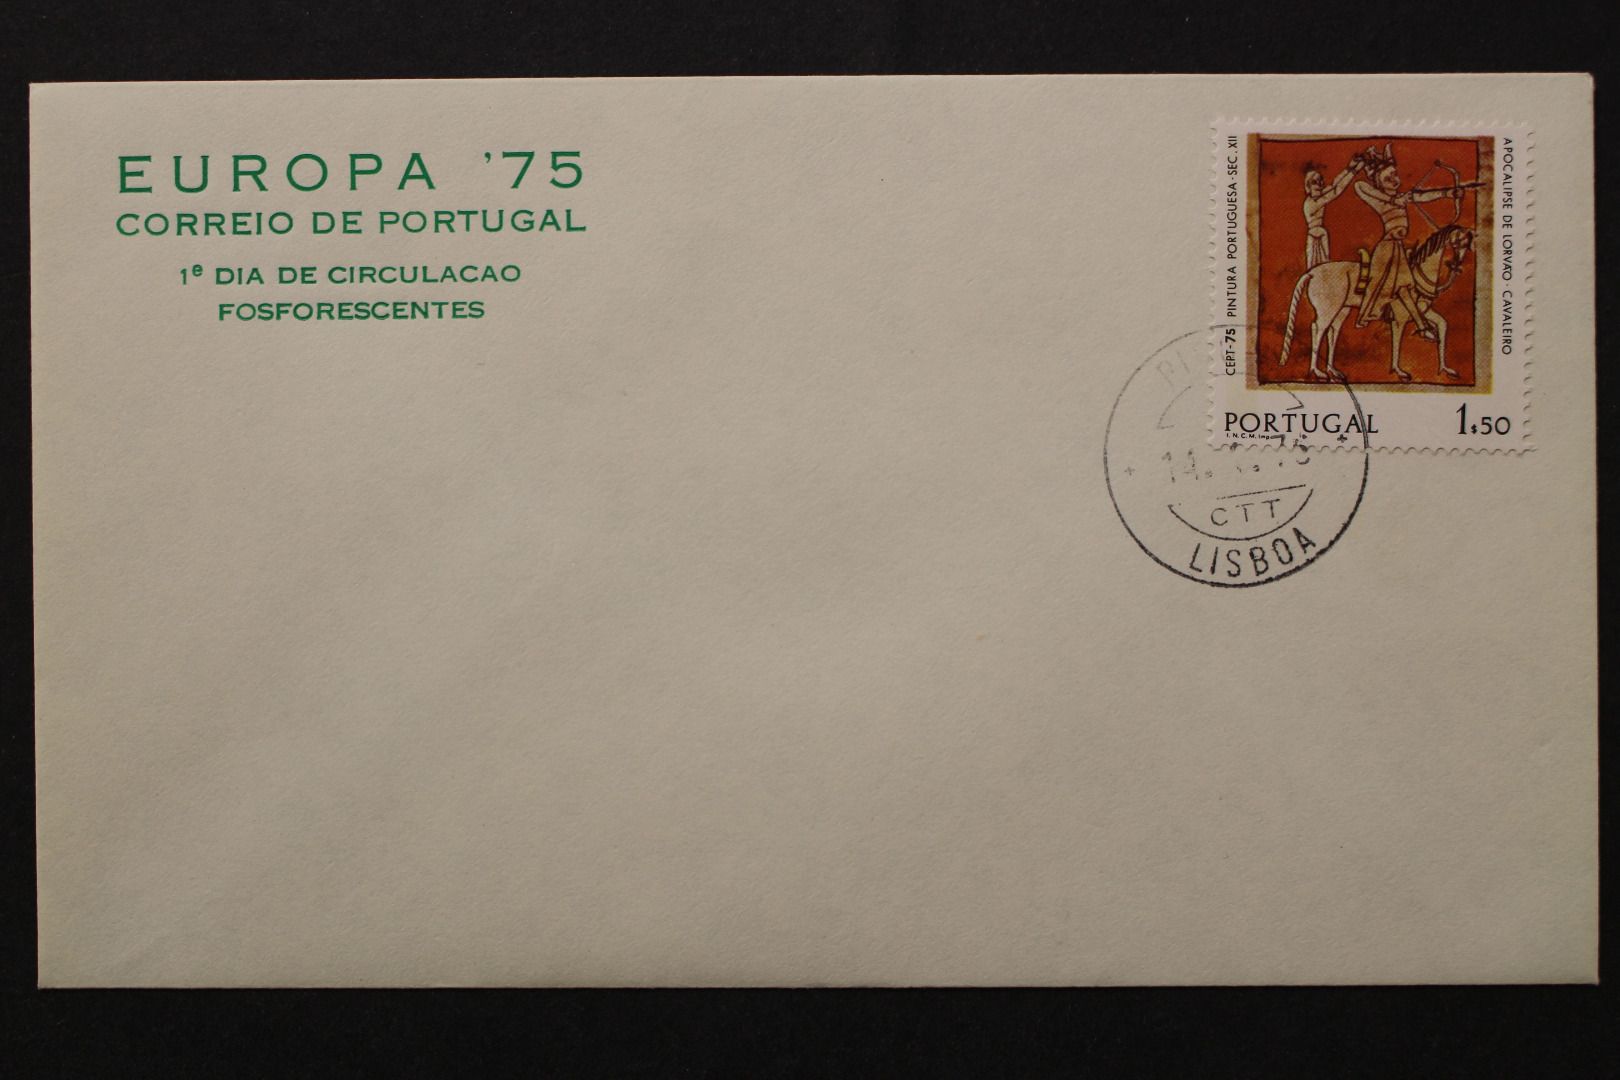 EUROPA '75
CORREIO DE PORTUGAL
1º DIA DE CIRCULACAO
FOSFORESCENTES
CEPT-75 PINTURA PORTUGUESA·SEC.XII
APOCALIPSE DE LORVÃO·CAVALEIRO
PORTUGAL 1$50
I.N.C.M.
CTT
LISBOA